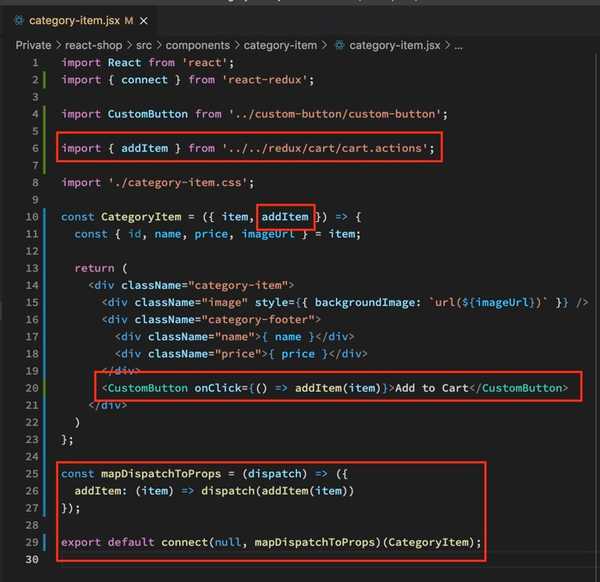 category-item.jsx M ×
Private > react-shop > src > components > category-item > category-item.jsx > ...
1 import React from 'react';
2 import { connect } from 'react-redux';
3
4 import CustomButton from '../custom-button/custom-button';
5
6 import { addItem } from '../../redux/cart/cart.actions';
7
8 import './category-item.css';
9
10 const CategoryItem = ({ item, addItem }) => {
11 const { id, name, price, imageUrl } = item;
12
13 return (
14 <div className="category-item">
15 <div className="image" style={{ backgroundImage: `url(${imageUrl})` }} />
16 <div className="category-footer">
17 <div className="name">{ name }</div>
18 <div className="price">{ price }</div>
19 </div>
20 <CustomButton onClick={() => addItem(item)}>Add to Cart</CustomButton>
21 </div>
22 )
23 };
24
25 const mapDispatchToProps = (dispatch) => ({
26 addItem: (item) => dispatch(addItem(item))
27 });
28
29 export default connect(null, mapDispatchToProps)(CategoryItem);
30